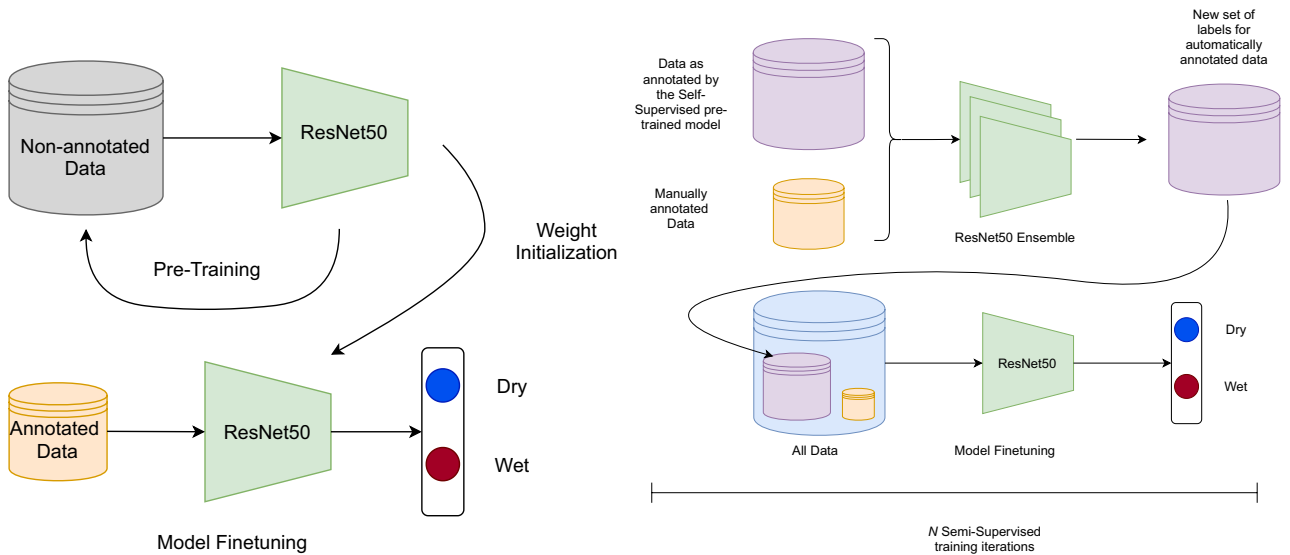 Non-annotated
Data
ResNet50
Pre-Training
Weight
Initialization
Annotated
Data
ResNet50
Dry
Wet
Model Finetuning
Data as
annotated by
the Self-
Supervised pre-
trained model
Manually
annotated
Data
ResNet50 Ensemble
New set of
labels for
automatically
annotated data
All Data
ResNet50
Model Finetuning
Dry
Wet
N Semi-Supervised
training iterations